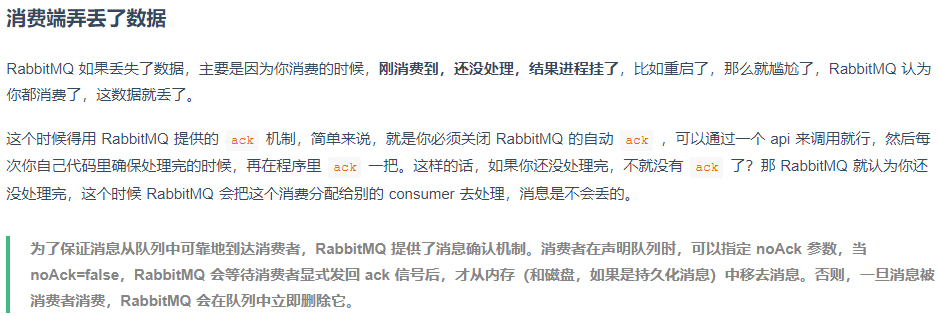 消费端弄丢了数据
RabbitMQ 如果丢失了数据，主要是因为你消费的时候，刚消费到，还没处理，结果进程挂了，比如重启了，那么就尴尬了，RabbitMQ 认为
你都消费了，这数据就丢了。
这个时候得用 RabbitMQ 提供的 ack 机制，简单来说，就是你必须关闭 RabbitMQ 的自动 ack ，可以通过一个 api 来调用就行，然后每
次你自己代码里确保处理完的时候，再在程序里 ack 一把。这样的话，如果你还没处理完，不就没有 ack 了？那 RabbitMQ 就认为你还
没处理完，这个时候 RabbitMQ 会把这个消费分配给别的 consumer 去处理，消息是不会丢的。
为了保证消息从队列中可靠地到达消费者，RabbitMQ 提供了消息确认机制。消费者在声明队列时，可以指定 noAck 参数，当
noAck=false，RabbitMQ 会等待消费者显式发回 ack 信号后，才从内存（和磁盘，如果是持久化消息）中移去消息。否则，一旦消息被
消费者消费，RabbitMQ 会在队列中立即删除它。